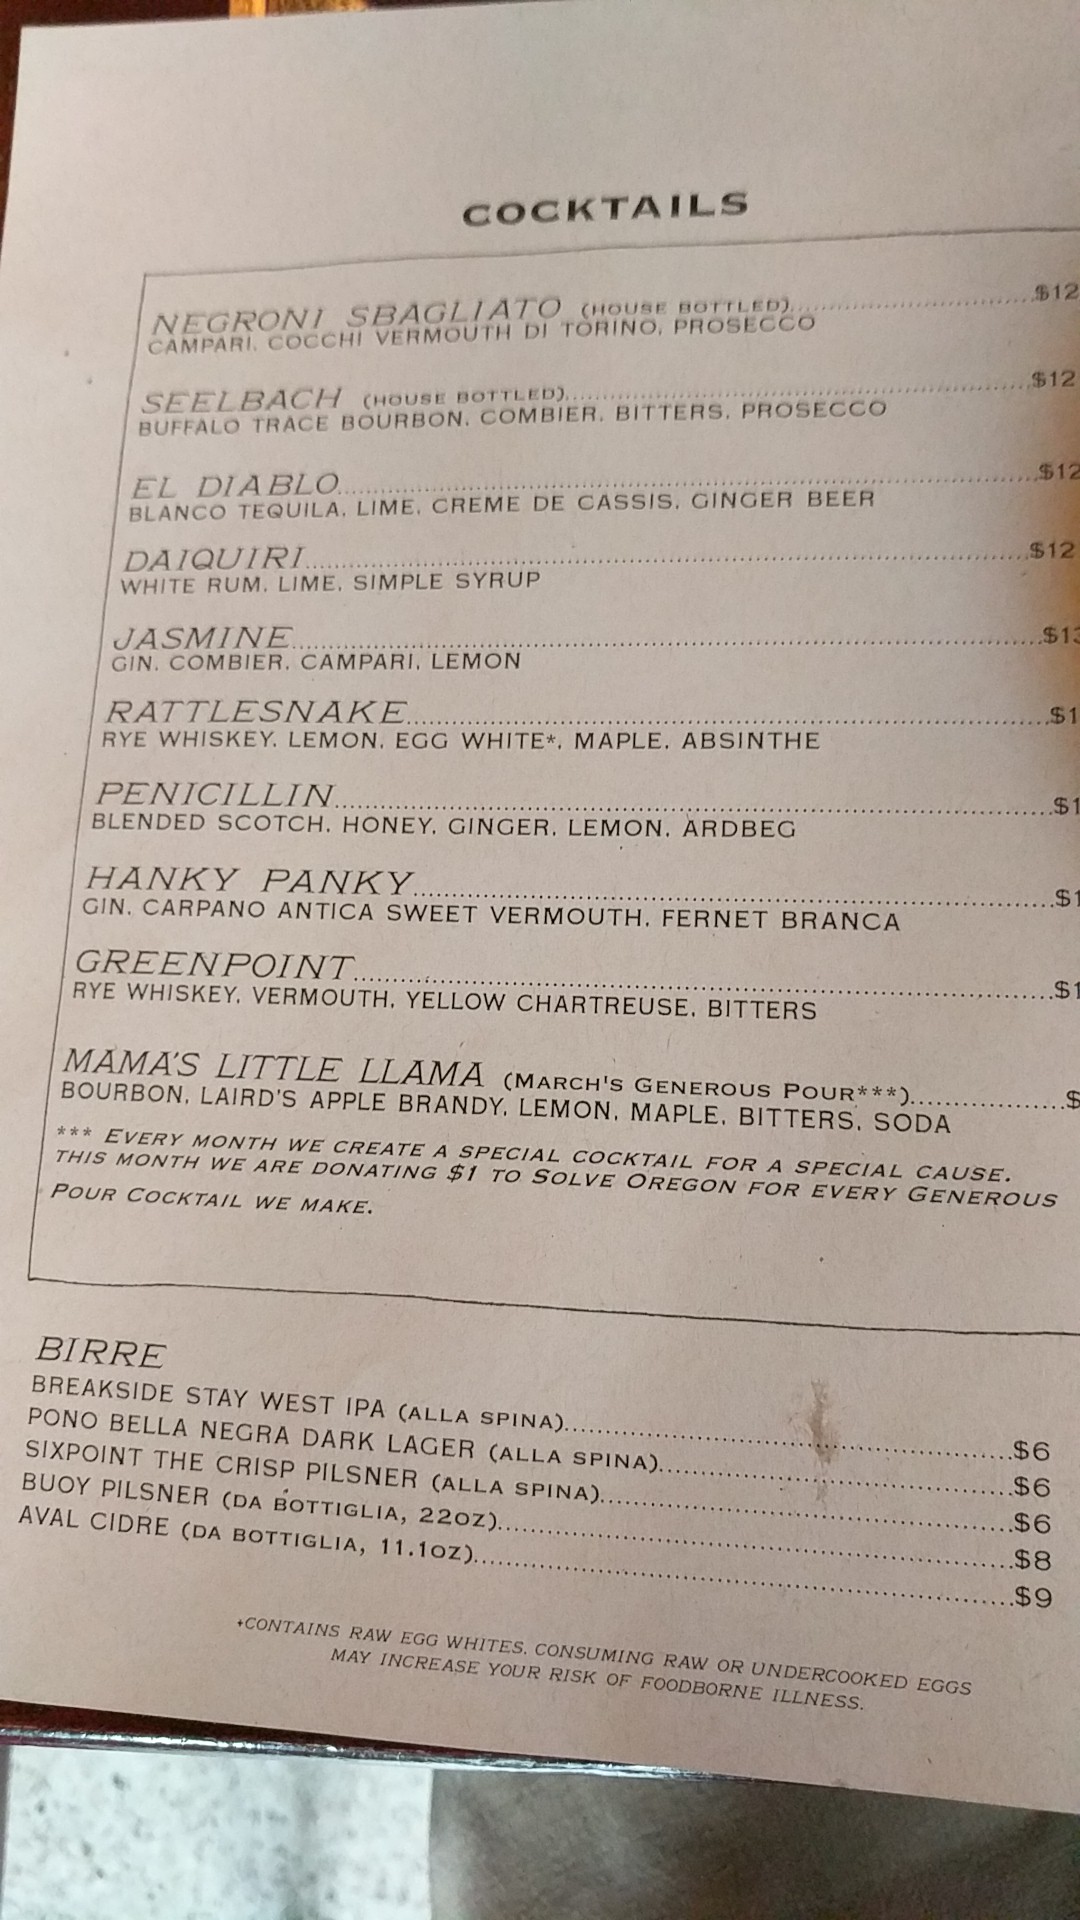 COCKTAILS
NEGRONI SBAGLIATO (HOUSE BOTTLED)..............................$12
CAMPARI, COCCHI VERMOUTH DI TORINO, PROSECCO
SEELBACH (HOUSE BOTTLED)..............................$12
BUFFALO TRACE BOURBON, COMBIER, BITTERS, PROSECCO
EL DIABLO..............................$12
BLANCO TEQUILA, LIME, CREME DE CASSIS, GINGER BEER
DAIQUIRI..............................$12
WHITE RUM, LIME, SIMPLE SYRUP
JASMINE..............................$13
GIN, COMBIER, CAMPARI, LEMON
RATTLESNAKE..............................$1
RYE WHISKEY, LEMON, EGG WHITE*, MAPLE, ABSINTHE
PENICILLIN..............................$1
BLENDED SCOTCH, HONEY, GINGER, LEMON, ARDBEG
HANKY PANKY..............................$1
GIN, CARPANO ANTICA SWEET VERMOUTH, FERNET BRANCA
GREENPOINT..............................$1
RYE WHISKEY, VERMOUTH, YELLOW CHARTREUSE, BITTERS
MAMA'S LITTLE LLAMA (MARCH'S GENEROUS POUR***)...............$
BOURBON, LAIRD'S APPLE BRANDY, LEMON, MAPLE, BITTERS, SODA
*** EVERY MONTH WE CREATE A SPECIAL COCKTAIL FOR A SPECIAL CAUSE.
THIS MONTH WE ARE DONATING $1 TO SOLVE OREGON FOR EVERY GENEROUS
POUR COCKTAIL WE MAKE.
BIRRE
BREAKSIDE STAY WEST IPA (ALLA SPINA)..............................$6
PONO BELLA NEGRA DARK LAGER (ALLA SPINA)..............................$6
SIXPOINT THE CRISP PILSNER (ALLA SPINA)..............................$6
BUOY PILSNER (DA BOTTIGLIA, 22OZ)..............................$8
AVAL CIDRE (DA BOTTIGLIA, 11.1OZ)..............................$9
*CONTAINS RAW EGG WHITES. CONSUMING RAW OR UNDERCOOKED EGGS
MAY INCREASE YOUR RISK OF FOODBORNE ILLNESS.